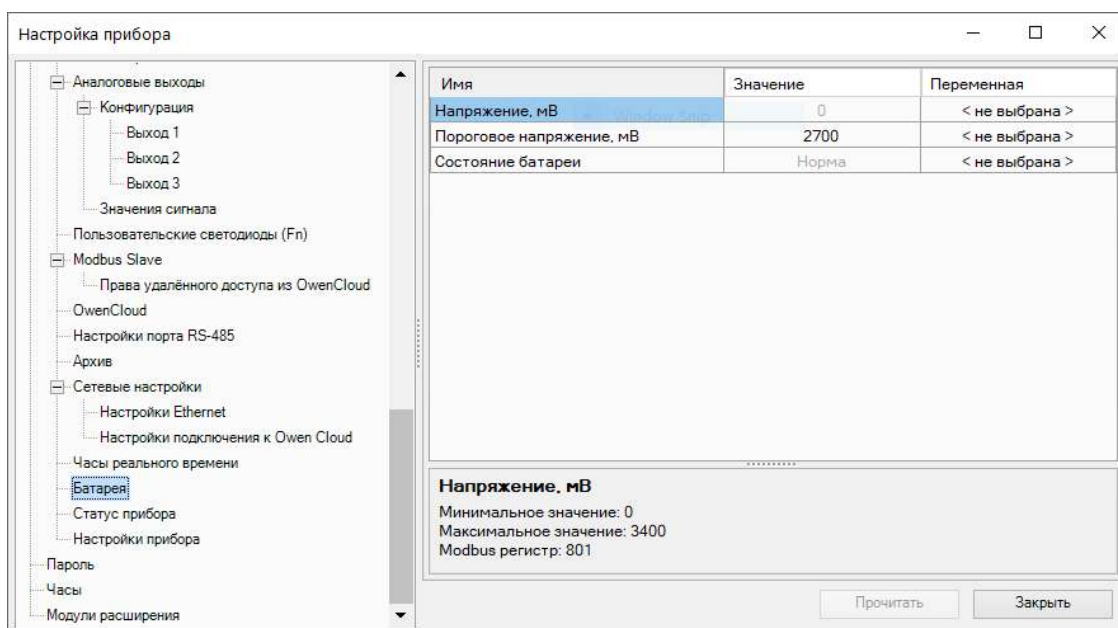 Настройка прибора
Аналоговые выходы
Конфигурация
Выход 1
Выход 2
Выход 3
Значения сигнала
Пользовательские светодиоды (Fn)
Modbus Slave
Права удалённого доступа из OwenCloud
OwenCloud
Настройки порта RS-485
Архив
Сетевые настройки
Настройки Ethernet
Настройки подключения к Owen Cloud
Часы реального времени
Батарея
Статус прибора
Настройки прибора
Пароль
Часы
Модули расширения
Имя Значение Переменная
Напряжение, мВ 0 < не выбрана >
Window Snip
Пороговое напряжение, мВ 2700 < не выбрана >
Состояние батареи Норма < не выбрана >
Напряжение, мВ
Минимальное значение: 0
Максимальное значение: 3400
Modbus регистр: 801
Прочитать Закрыть